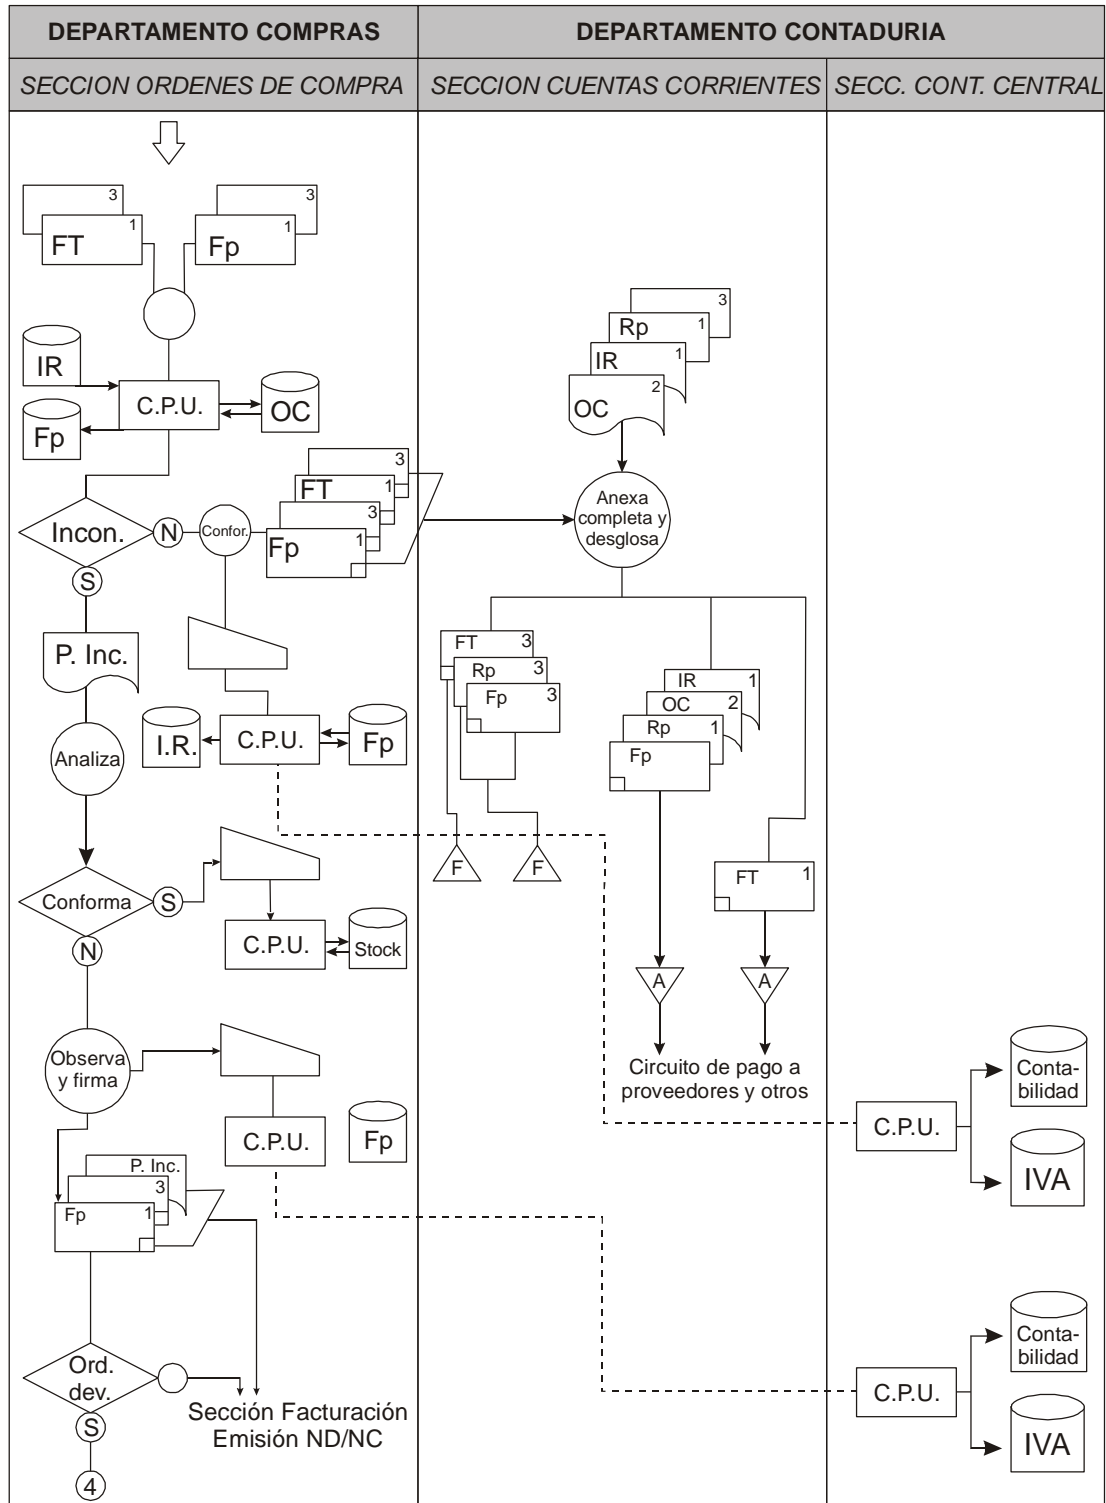 DEPARTAMENTO COMPRAS
DEPARTAMENTO CONTADURIA
SECCION ORDENES DE COMPRA
SECCION CUENTAS CORRIENTES
SECC. CONT. CENTRAL
3
1
FT
3
1
Fp
IR
C.P.U.
OC
Fp
3
Rp
1
IR
1
2
OC
Incon.
N
Confor.
3
FT
1
3
Fp
1
Anexa
completa y
desglosa
S
P. Inc.
I.R.
C.P.U.
Fp
Analiza
FT
3
Rp
3
Fp
3
IR
1
OC
2
Rp
1
Fp
F
F
FT
1
Conforma
S
C.P.U.
Stock
N
A
A
Observa
y firma
C.P.U.
Fp
Circuito de pago a
proveedores y otros
C.P.U.
Conta-
bilidad
IVA
P. Inc.
3
Fp
1
Ord.
dev.
S
4
Sección Facturación
Emisión ND/NC
C.P.U.
Conta-
bilidad
IVA